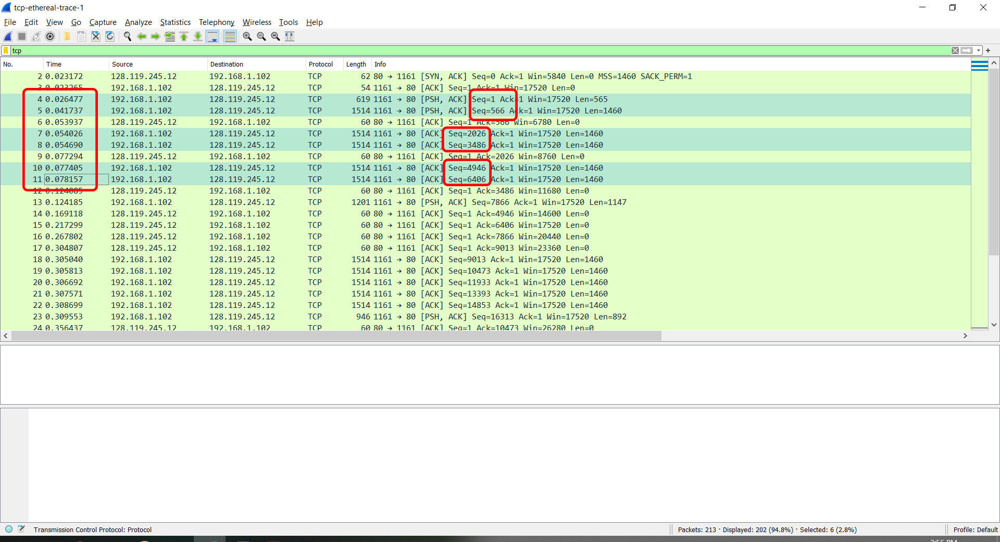 tcp-ethereal-trace-1
File Edit View Go Capture Analyze Statistics Telephony Wireless Tools Help
tcp
No. Time Source Destination Protocol Length Info
2 0.023172 128.119.245.12 192.168.1.102 TCP 62 80 → 1161 [SYN, ACK] Seq=0 Ack=1 Win=5840 Len=0 MSS=1460 SACK_PERM=1
3 0.023265 192.168.1.102 128.119.245.12 TCP 54 1161 → 80 [ACK] Seq=1 Ack=1 Win=17520 Len=0
4 0.026477 192.168.1.102 128.119.245.12 TCP 619 1161 → 80 [PSH, ACK] Seq=1 Ack=1 Win=17520 Len=565
5 0.041737 192.168.1.102 128.119.245.12 TCP 1514 1161 → 80 [PSH, ACK] Seq=566 Ack=1 Win=17520 Len=1460
6 0.053937 128.119.245.12 192.168.1.102 TCP 60 80 → 1161 [ACK] Seq=1 Ack=566 Win=6780 Len=0
7 0.054026 192.168.1.102 128.119.245.12 TCP 1514 1161 → 80 [ACK] Seq=2026 Ack=1 Win=17520 Len=1460
8 0.054690 192.168.1.102 128.119.245.12 TCP 1514 1161 → 80 [ACK] Seq=3486 Ack=1 Win=17520 Len=1460
9 0.077294 128.119.245.12 192.168.1.102 TCP 60 80 → 1161 [ACK] Seq=1 Ack=2026 Win=8760 Len=0
10 0.077405 192.168.1.102 128.119.245.12 TCP 1514 1161 → 80 [ACK] Seq=4946 Ack=1 Win=17520 Len=1460
11 0.078157 192.168.1.102 128.119.245.12 TCP 1514 1161 → 80 [ACK] Seq=6406 Ack=1 Win=17520 Len=1460
12 0.124085 128.119.245.12 192.168.1.102 TCP 60 80 → 1161 [ACK] Seq=1 Ack=3486 Win=11680 Len=0
13 0.124185 192.168.1.102 128.119.245.12 TCP 1201 1161 → 80 [PSH, ACK] Seq=7866 Ack=1 Win=17520 Len=1147
14 0.169118 128.119.245.12 192.168.1.102 TCP 60 80 → 1161 [ACK] Seq=1 Ack=4946 Win=14600 Len=0
15 0.217299 128.119.245.12 192.168.1.102 TCP 60 80 → 1161 [ACK] Seq=1 Ack=6406 Win=17520 Len=0
16 0.267802 128.119.245.12 192.168.1.102 TCP 60 80 → 1161 [ACK] Seq=1 Ack=7866 Win=20440 Len=0
17 0.304807 128.119.245.12 192.168.1.102 TCP 60 80 → 1161 [ACK] Seq=1 Ack=9013 Win=23360 Len=0
18 0.305040 192.168.1.102 128.119.245.12 TCP 1514 1161 → 80 [ACK] Seq=9013 Ack=1 Win=17520 Len=1460
19 0.305813 192.168.1.102 128.119.245.12 TCP 1514 1161 → 80 [ACK] Seq=10473 Ack=1 Win=17520 Len=1460
20 0.306692 192.168.1.102 128.119.245.12 TCP 1514 1161 → 80 [ACK] Seq=11933 Ack=1 Win=17520 Len=1460
21 0.307571 192.168.1.102 128.119.245.12 TCP 1514 1161 → 80 [ACK] Seq=13393 Ack=1 Win=17520 Len=1460
22 0.308699 192.168.1.102 128.119.245.12 TCP 1514 1161 → 80 [ACK] Seq=14853 Ack=1 Win=17520 Len=1460
23 0.309553 192.168.1.102 128.119.245.12 TCP 946 1161 → 80 [PSH, ACK] Seq=16313 Ack=1 Win=17520 Len=892
24 0.356437 128.119.245.12 192.168.1.102 TCP 60 80 → 1161 [ACK] Seq=1 Ack=10473 Win=26280 Len=0
Transmission Control Protocol: Protocol
Packets: 213 · Displayed: 202 (94.8%) · Selected: 6 (2.8%)
Profile: Default